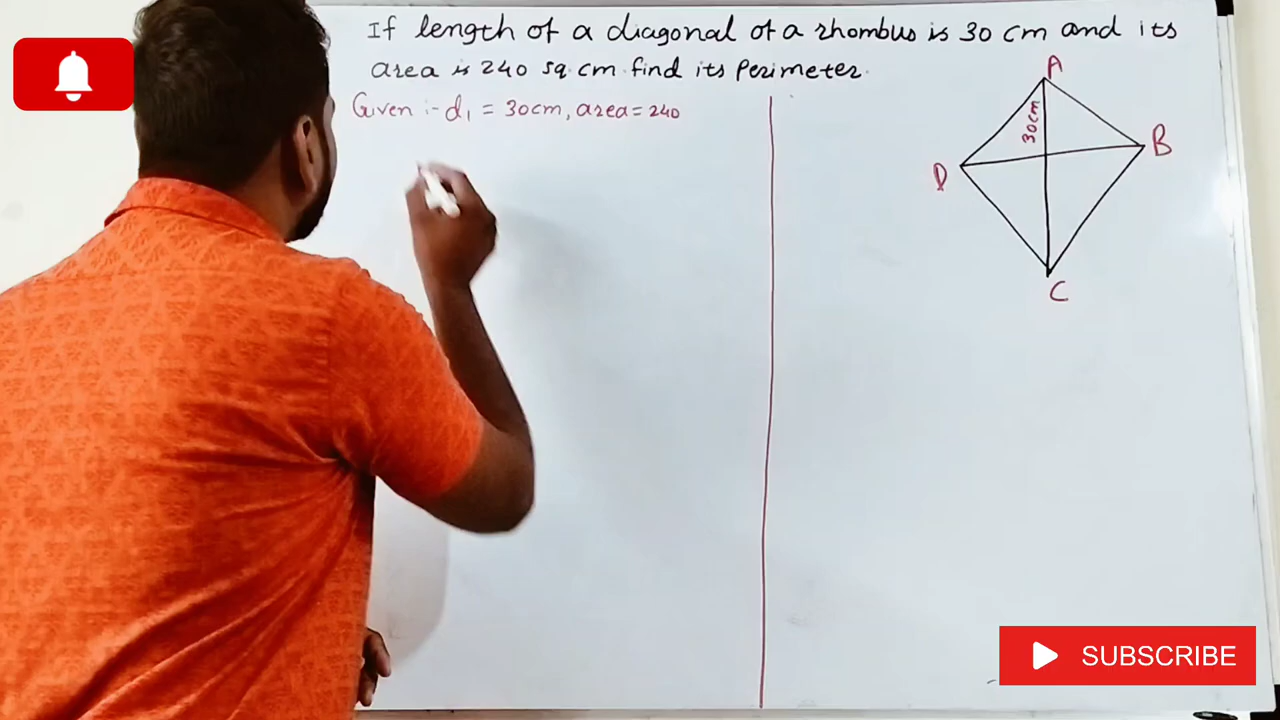 If length of a diagonal of a rhombus is 30 cm and its
area is 240 sq.cm. find its Perimeter.
Given :- d₁ = 30cm, area = 240
A
30cm
B
D
C
SUBSCRIBE